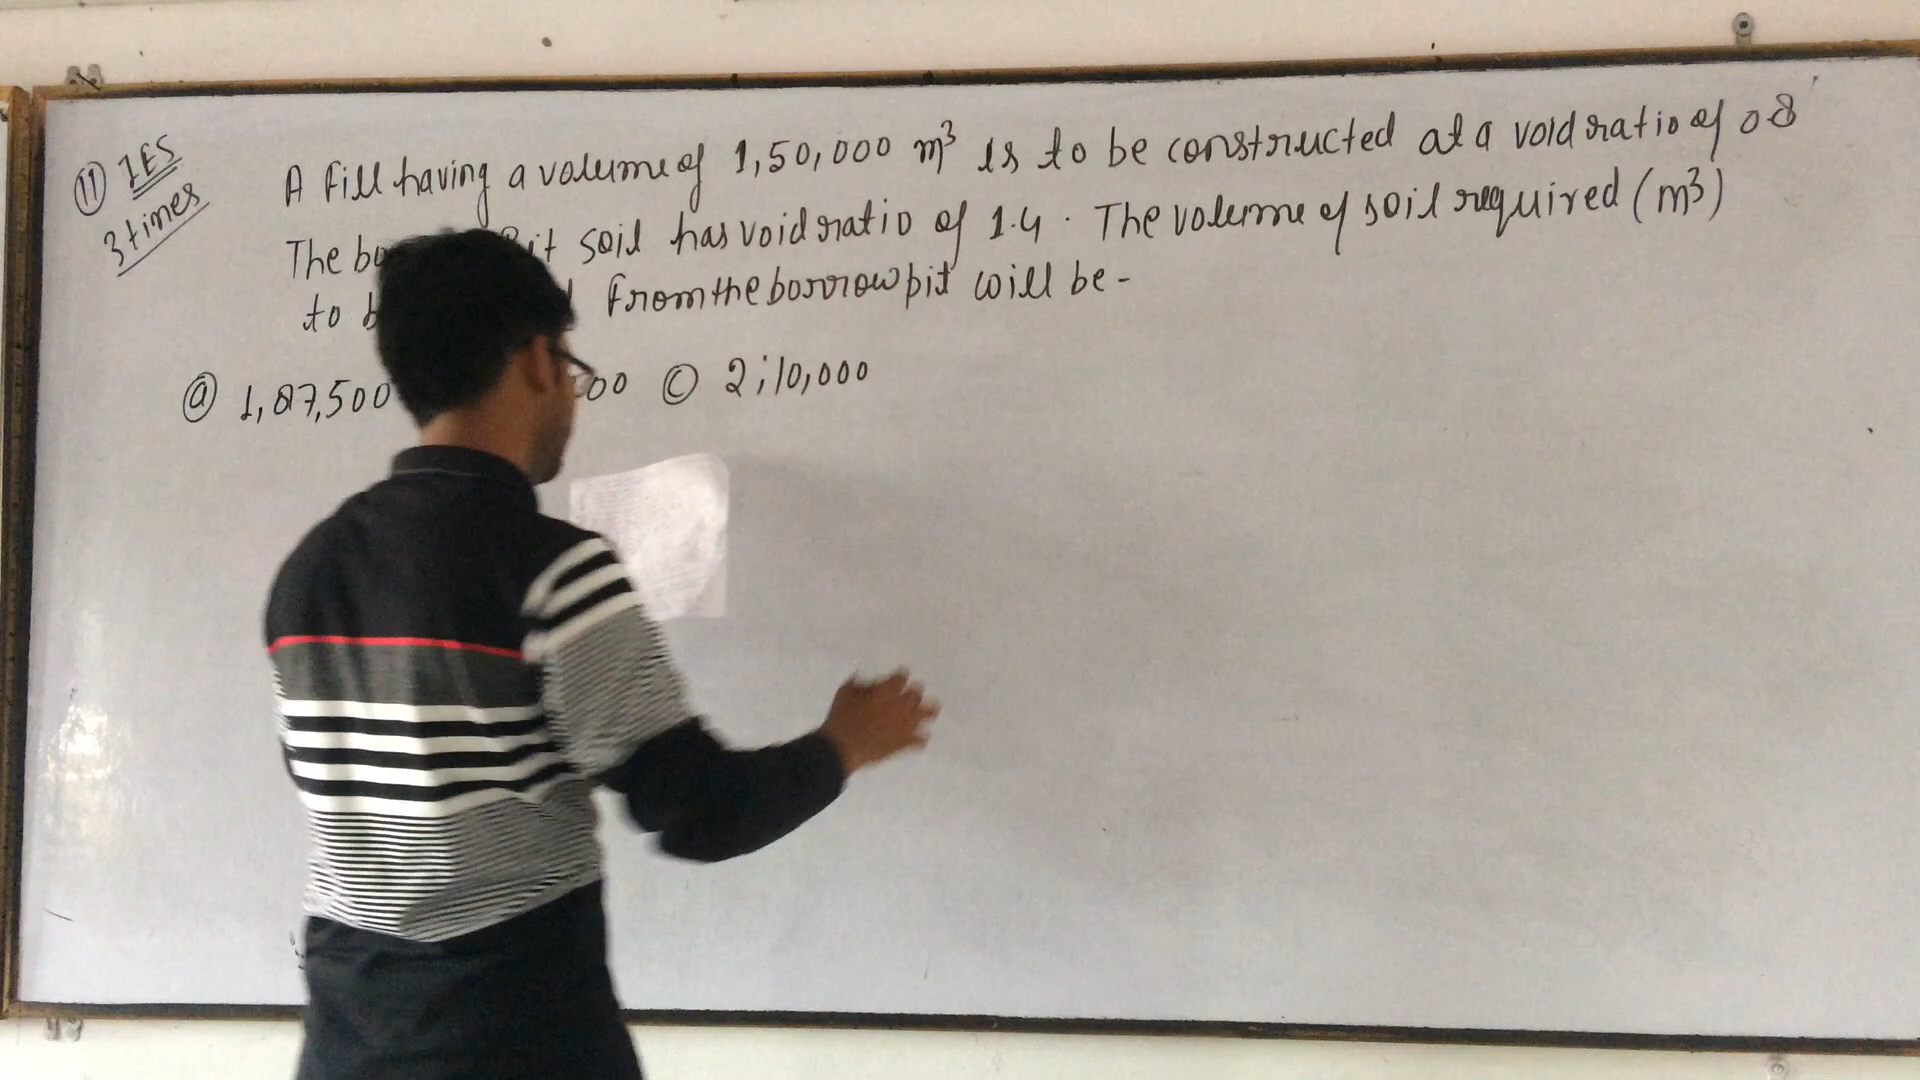 ⑪ IES
3 times
A fill having a volume of 1,50,000 m³ is to be constructed at a void ratio of 0.8
The soil has void ratio of 1.4. The volume of soil required (m³)
to from the borrow pit will be -
ⓐ 1,87,500 ⓒ 2,10,000